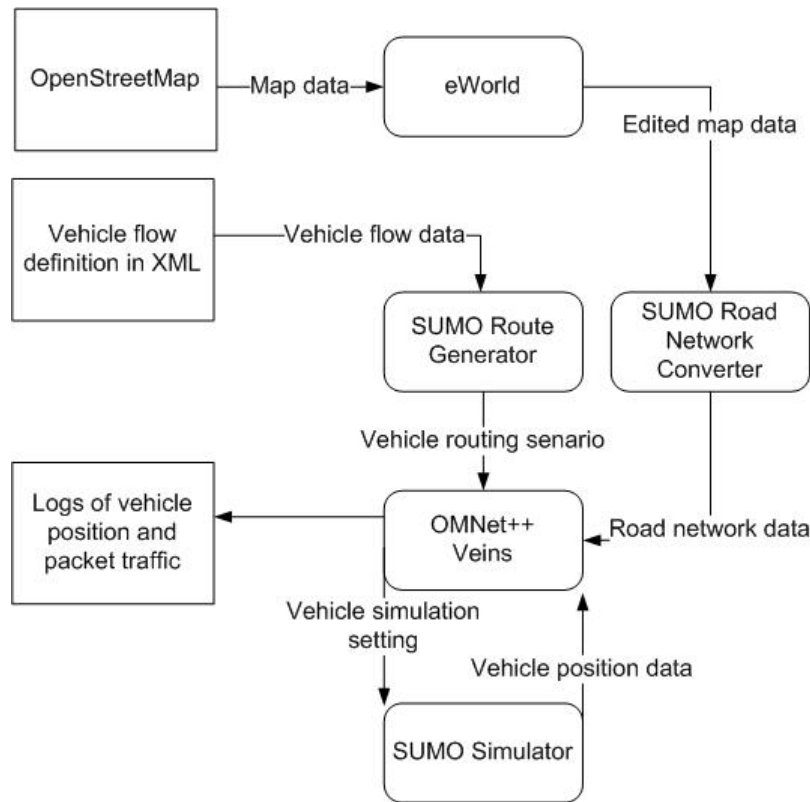 OpenStreetMap
Map data
eWorld
Edited map data
Vehicle flow
definition in XML
Vehicle flow data
SUMO Route
Generator
SUMO Road
Network
Converter
Vehicle routing senario
Logs of vehicle
position and
packet traffic
OMNet++
Veins
Road network data
Vehicle simulation
setting
Vehicle position data
SUMO Simulator